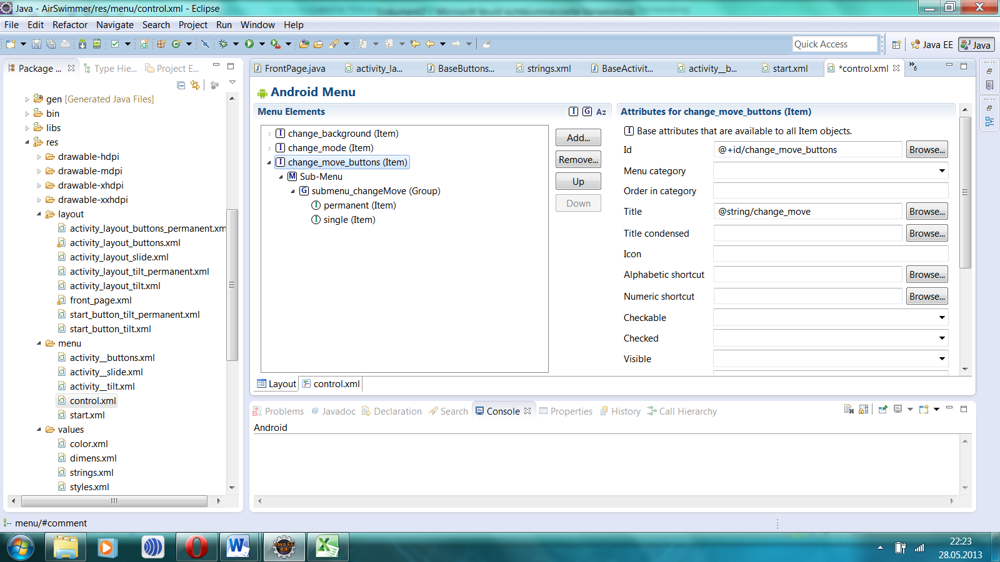 Java - AirSwimmer/res/menu/control.xml - Eclipse
File Edit Refactor Navigate Search Project Run Window Help
Quick Access
Java EE
Java
Package ...
Type Hie...
Project E...
gen [Generated Java Files]
bin
libs
res
drawable-hdpi
drawable-mdpi
drawable-xhdpi
drawable-xxhdpi
layout
activity_layout_buttons_permanent.xm
activity_layout_buttons.xml
activity_layout_slide.xml
activity_layout_tilt_permanent.xml
activity_layout_tilt.xml
front_page.xml
start_button_tilt_permanent.xml
start_button_tilt.xml
menu
activity__buttons.xml
activity__slide.xml
activity__tilt.xml
control.xml
start.xml
values
color.xml
dimens.xml
strings.xml
styles.xml
FrontPage.java
activity_la...
BaseButtons...
strings.xml
BaseActivit...
activity__b...
start.xml
*control.xml
»6
Android Menu
Menu Elements
I G Az
I change_background (Item)
I change_mode (Item)
I change_move_buttons (Item)
M Sub-Menu
G submenu_changeMove (Group)
I permanent (Item)
I single (Item)
Add...
Remove...
Up
Down
Attributes for change_move_buttons (Item)
I Base attributes that are available to all Item objects.
Id @+id/change_move_buttons Browse...
Menu category
Order in category
Title @string/change_move Browse...
Title condensed Browse...
Icon
Alphabetic shortcut Browse...
Numeric shortcut Browse...
Checkable
Checked
Visible
Layout
control.xml
Problems
@ Javadoc
Declaration
Search
Console
Properties
History
Call Hierarchy
Android
menu/#comment
Java EE
IDE
22:23
28.05.2013